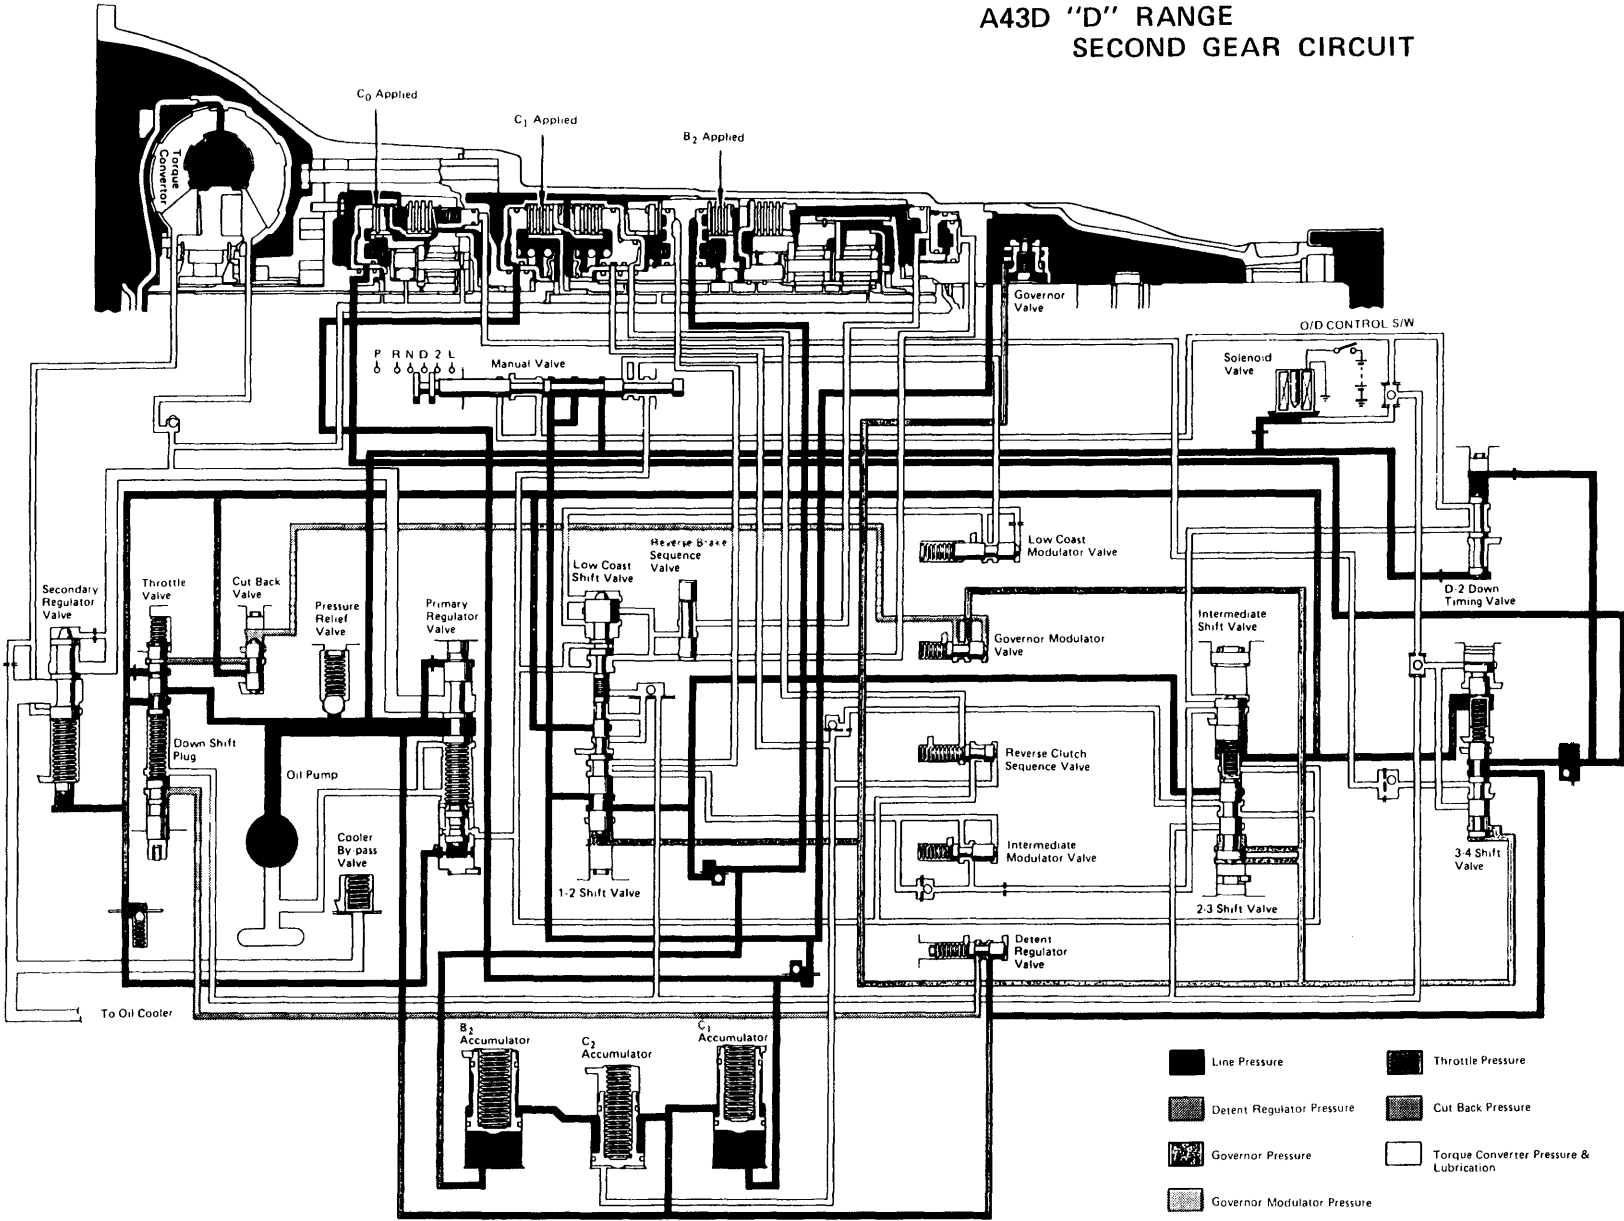 A43D "D" RANGE
SECOND GEAR CIRCUIT
C0 Applied
C1 Applied
B2 Applied
Torque
Convertor
Governor
Valve
O/D CONTROL S/W
Solenoid
Valve
P R N D 2 L
Manual Valve
Low Coast
Modulator Valve
Reverse Brake
Sequence
Valve
Low Coast
Shift Valve
D-2 Down
Timing Valve
Secondary
Regulator
Valve
Throttle
Valve
Cut Back
Valve
Pressure
Relief
Valve
Primary
Regulator
Valve
Governor Modulator
Valve
Intermediate
Shift Valve
Down Shift
Plug
Oil Pump
Reverse Clutch
Sequence Valve
Cooler
By-pass
Valve
Intermediate
Modulator Valve
3-4 Shift
Valve
1-2 Shift Valve
2-3 Shift Valve
Detent
Regulator
Valve
To Oil Cooler
B2
Accumulator
C2
Accumulator
C1
Accumulator
Line Pressure
Throttle Pressure
Detent Regulator Pressure
Cut Back Pressure
Governor Pressure
Torque Converter Pressure &
Lubrication
Governor Modulator Pressure